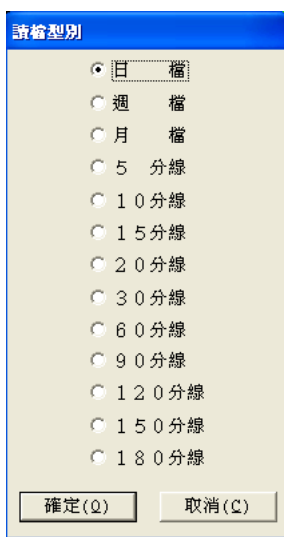 讀檔型別
日　　檔
週　　檔
月　　檔
５　分線
１０分線
１５分線
２０分線
３０分線
６０分線
９０分線
１２０分線
１５０分線
１８０分線
確定(O) 取消(C)